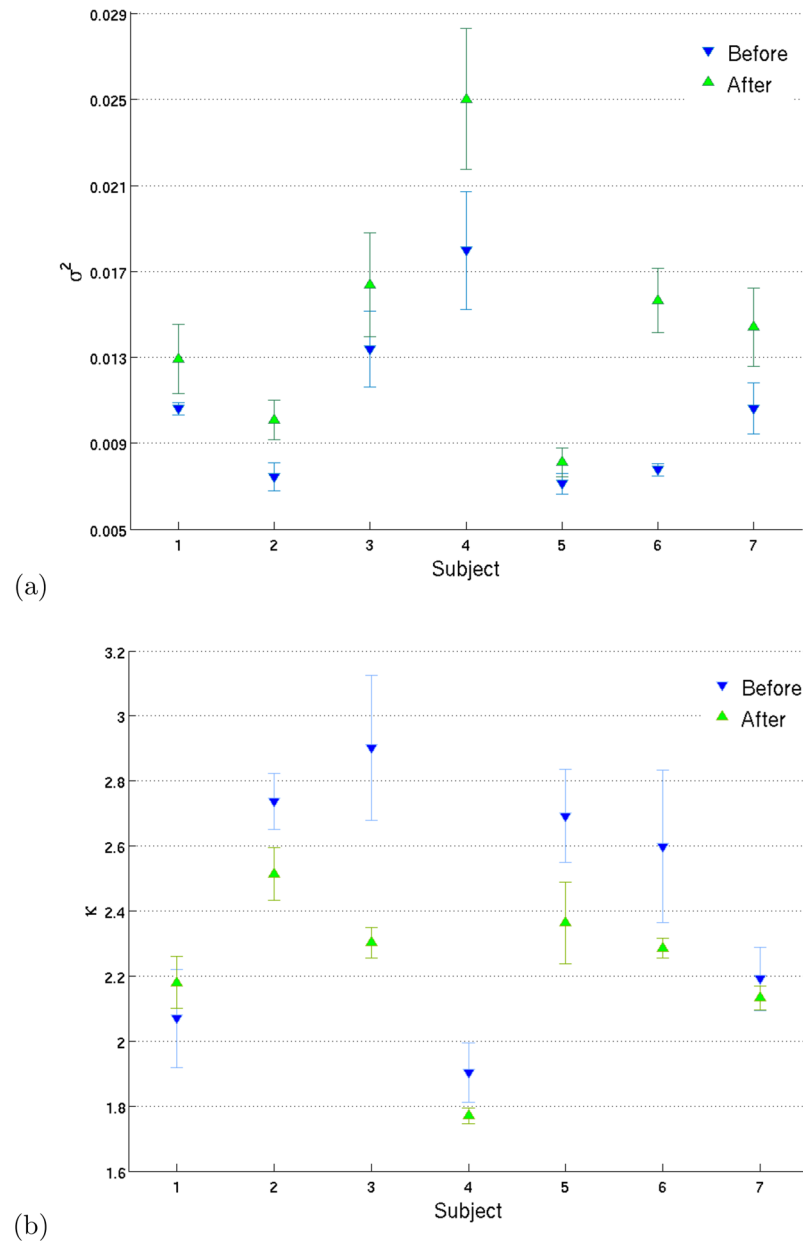 0.029
0.025
0.021
0.017
0.013
0.009
0.005
σ²
Before
After
1 2 3 4 5 6 7
Subject
(a)
3.2
3
2.8
2.6
2.4
2.2
2
1.8
1.6
κ
Before
After
1 2 3 4 5 6 7
Subject
(b)